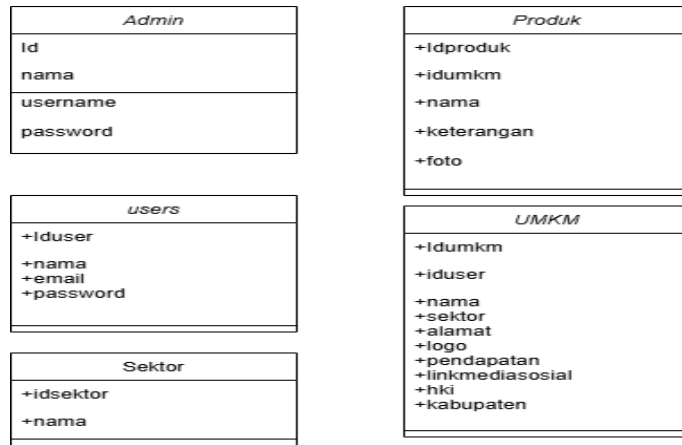 Admin
Id
nama
username
password
users
+Iduser
+nama
+email
+password
Sektor
+idsektor
+nama
Produk
+Idproduk
+idumkm
+nama
+keterangan
+foto
UMKM
+Idumkm
+iduser
+nama
+sektor
+alamat
+logo
+pendapatan
+linkmediasosial
+hki
+kabupaten